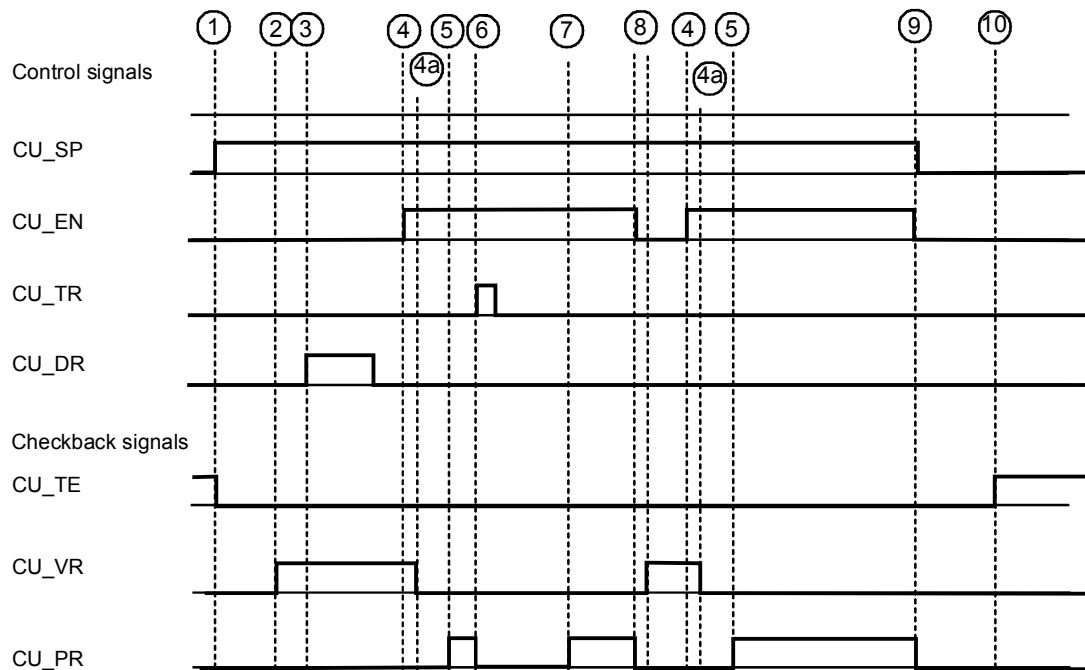 1 2 3 4 5 6 7 8 4 5 9 10
4a 4a
Control signals
CU_SP
CU_EN
CU_TR
CU_DR
Checkback signals
CU_TE
CU_VR
CU_PR